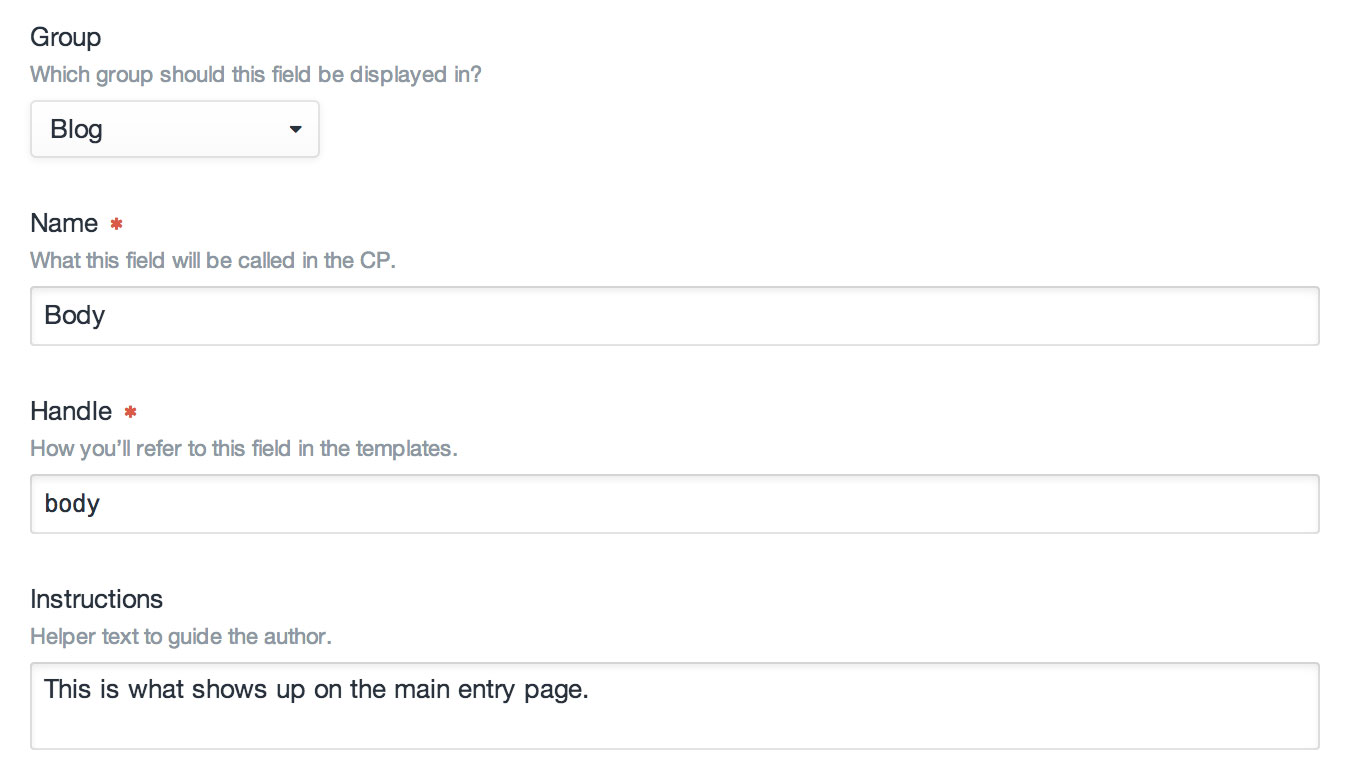 Group
Which group should this field be displayed in?
Blog
Name *
What this field will be called in the CP.
Body
Handle *
How you’ll refer to this field in the templates.
body
Instructions
Helper text to guide the author.
This is what shows up on the main entry page.